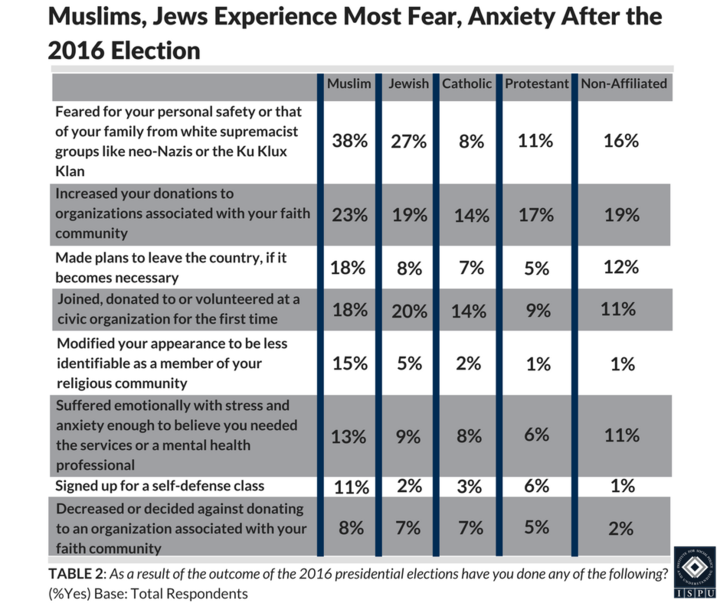 Muslims, Jews Experience Most Fear, Anxiety After the
2016 Election
Muslim Jewish Catholic Protestant Non-Affiliated
Feared for your personal safety or that
of your family from white supremacist
groups like neo-Nazis or the Ku Klux
Klan
38% 27% 8% 11% 16%
Increased your donations to
organizations associated with your faith
community
23% 19% 14% 17% 19%
Made plans to leave the country, if it
becomes necessary
18% 8% 7% 5% 12%
Joined, donated to or volunteered at a
civic organization for the first time
18% 20% 14% 9% 11%
Modified your appearance to be less
identifiable as a member of your
religious community
15% 5% 2% 1% 1%
Suffered emotionally with stress and
anxiety enough to believe you needed
the services or a mental health
professional
13% 9% 8% 6% 11%
Signed up for a self-defense class
11% 2% 3% 6% 1%
Decreased or decided against donating
to an organization associated with your
faith community
8% 7% 7% 5% 2%
TABLE 2: As a result of the outcome of the 2016 presidential elections have you done any of the following?
(%Yes) Base: Total Respondents
ISPU